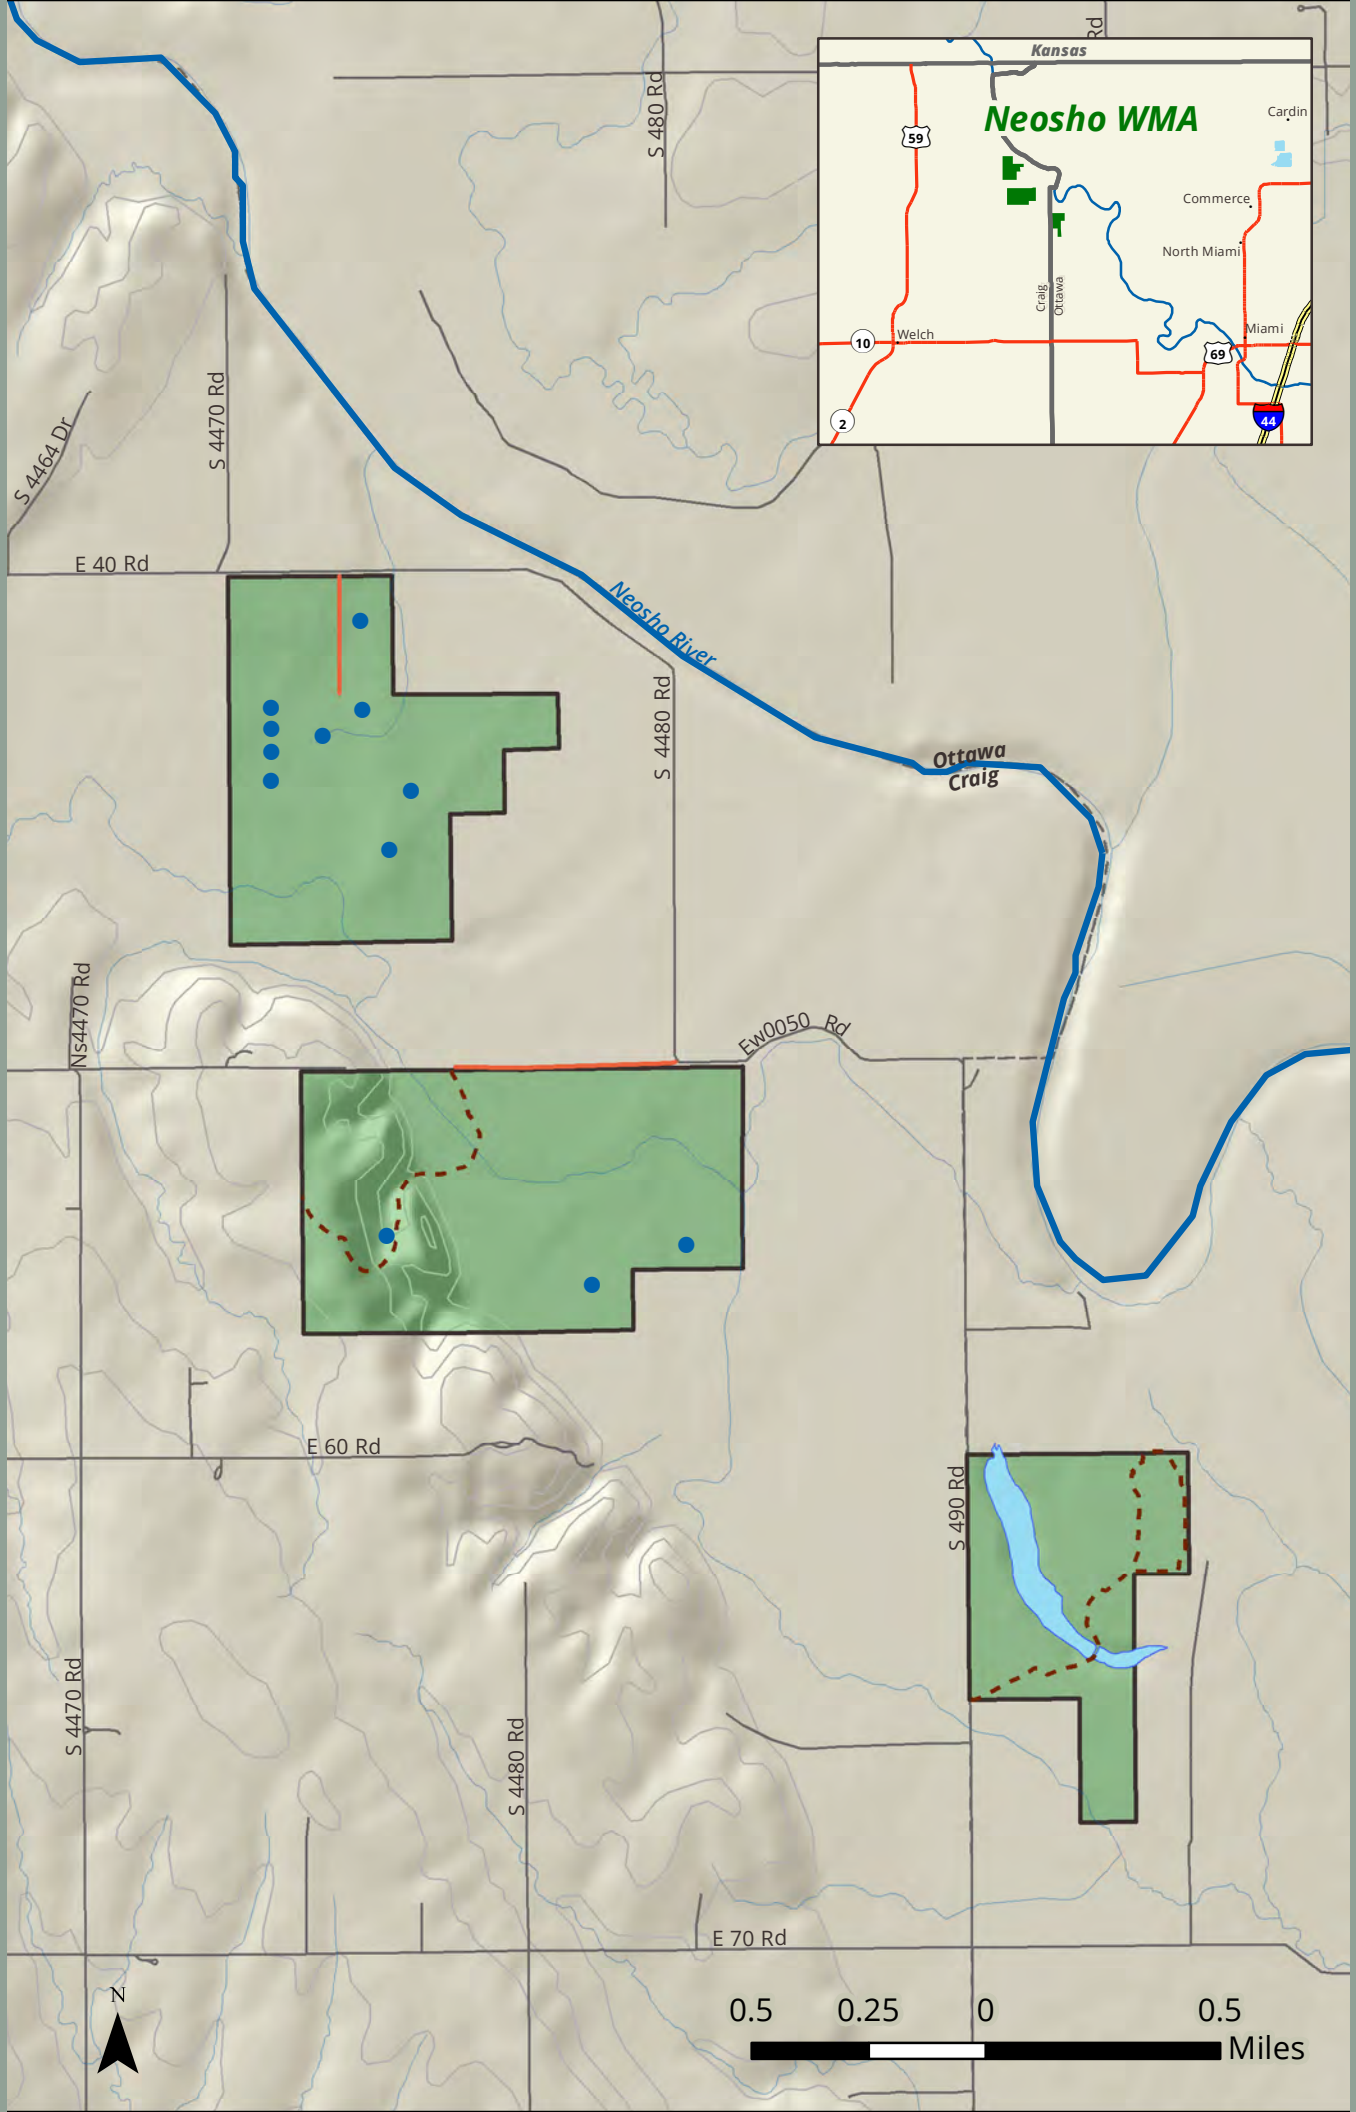 Rd
Kansas
Neosho WMA
Cardin
59
Commerce
North Miami
Craig
Ottawa
Welch
10
Miami
69
2
44
S 480 Rd
S 4470 Rd
S 4464 Dr
E 40 Rd
Neosho River
S 4480 Rd
Ottawa
Craig
Ns4470 Rd
Ew0050 Rd
E 60 Rd
S 490 Rd
S 4470 Rd
S 4480 Rd
E 70 Rd
N
0.5 0.25 0 0.5
Miles